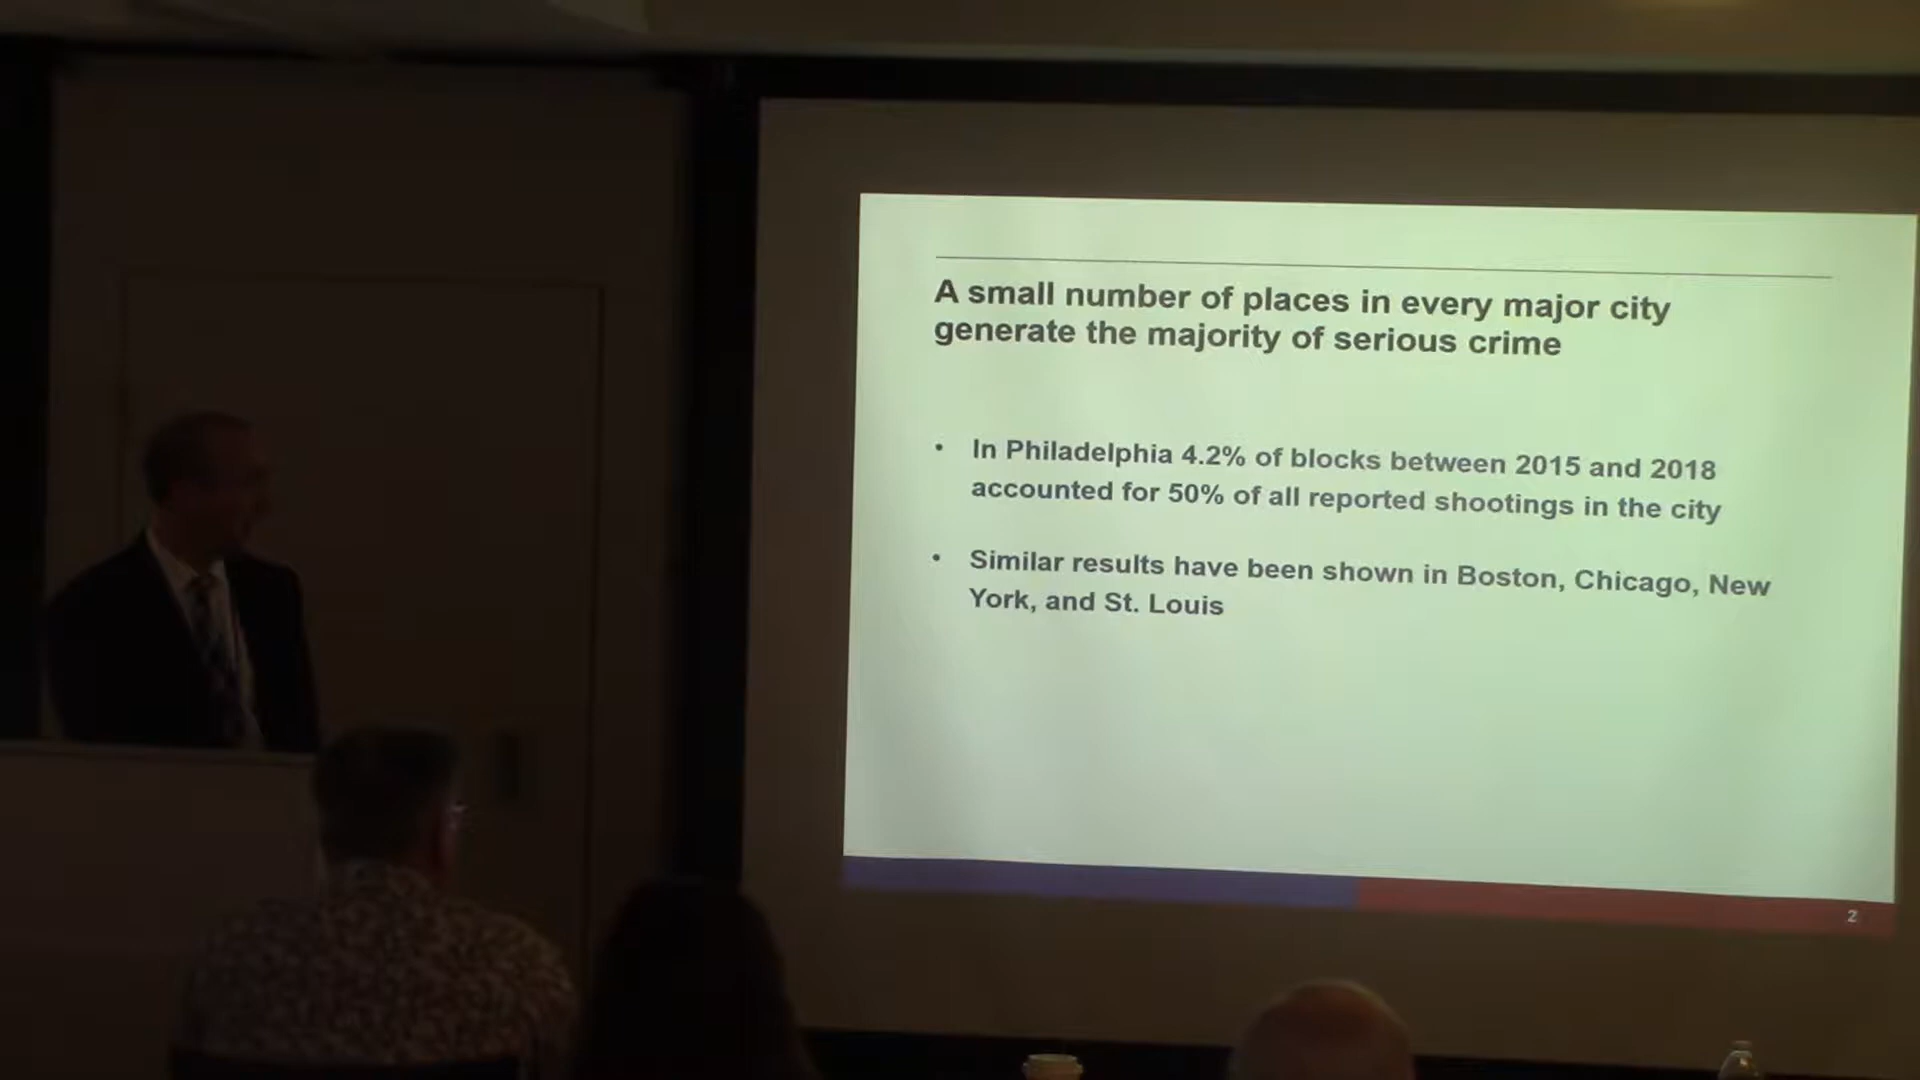 A small number of places in every major city
generate the majority of serious crime
• In Philadelphia 4.2% of blocks between 2015 and 2018
accounted for 50% of all reported shootings in the city
• Similar results have been shown in Boston, Chicago, New
York, and St. Louis
2